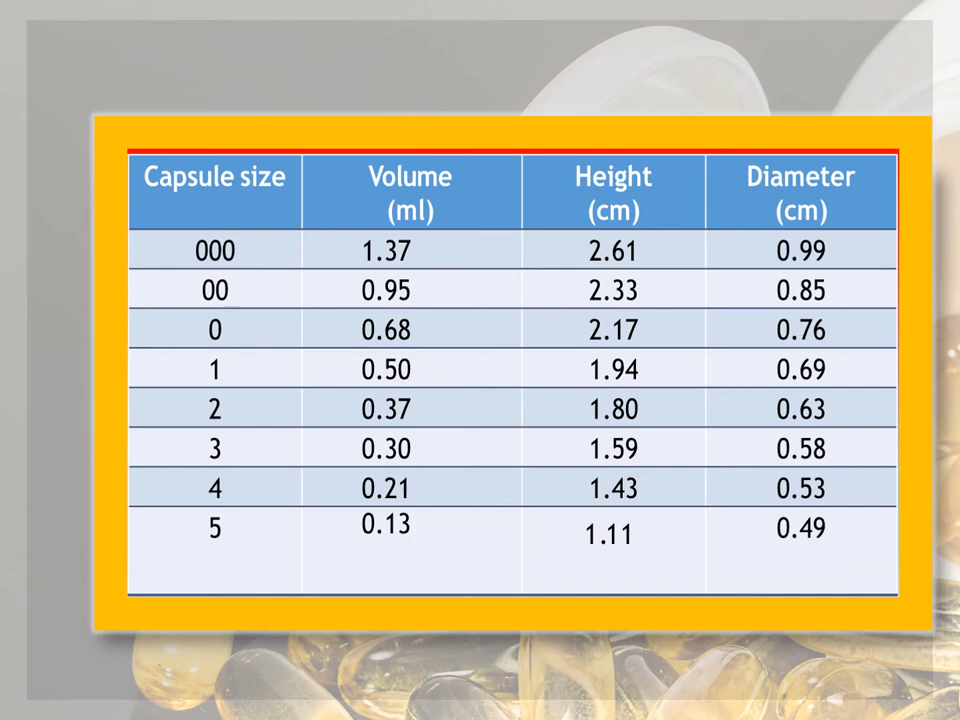 Capsule size Volume (ml) Height (cm) Diameter (cm)
000 1.37 2.61 0.99
00 0.95 2.33 0.85
0 0.68 2.17 0.76
1 0.50 1.94 0.69
2 0.37 1.80 0.63
3 0.30 1.59 0.58
4 0.21 1.43 0.53
5 0.13 1.11 0.49